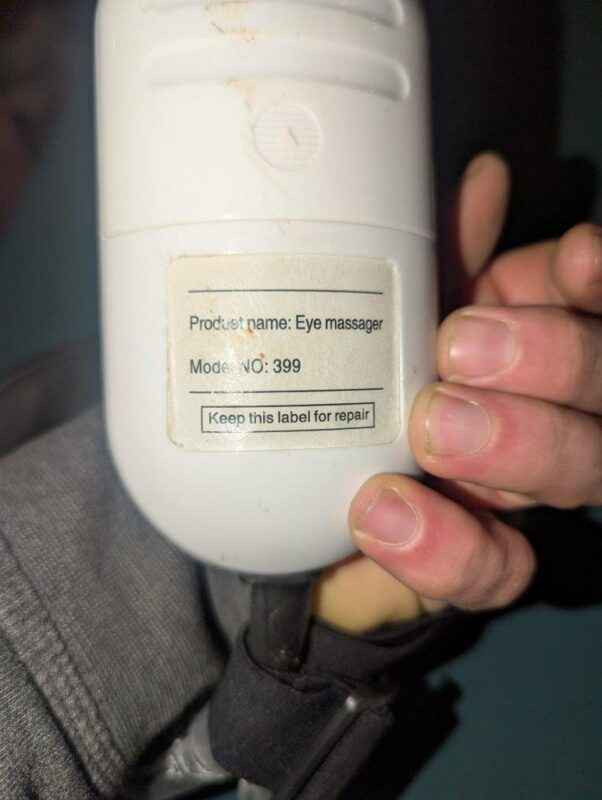 Product name: Eye massager
Model NO: 399
Keep this label for repair